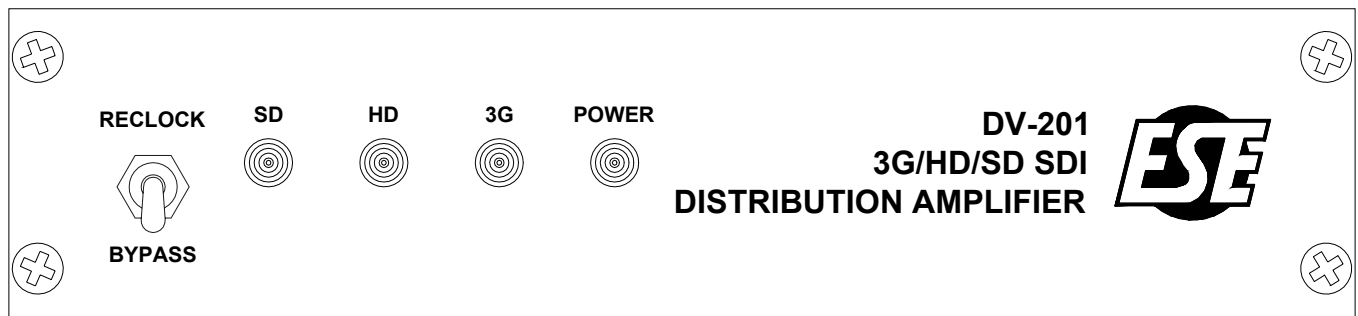 RECLOCK
SD
HD
3G
POWER
BYPASS
DV-201
3G/HD/SD SDI
DISTRIBUTION AMPLIFIER
ESE